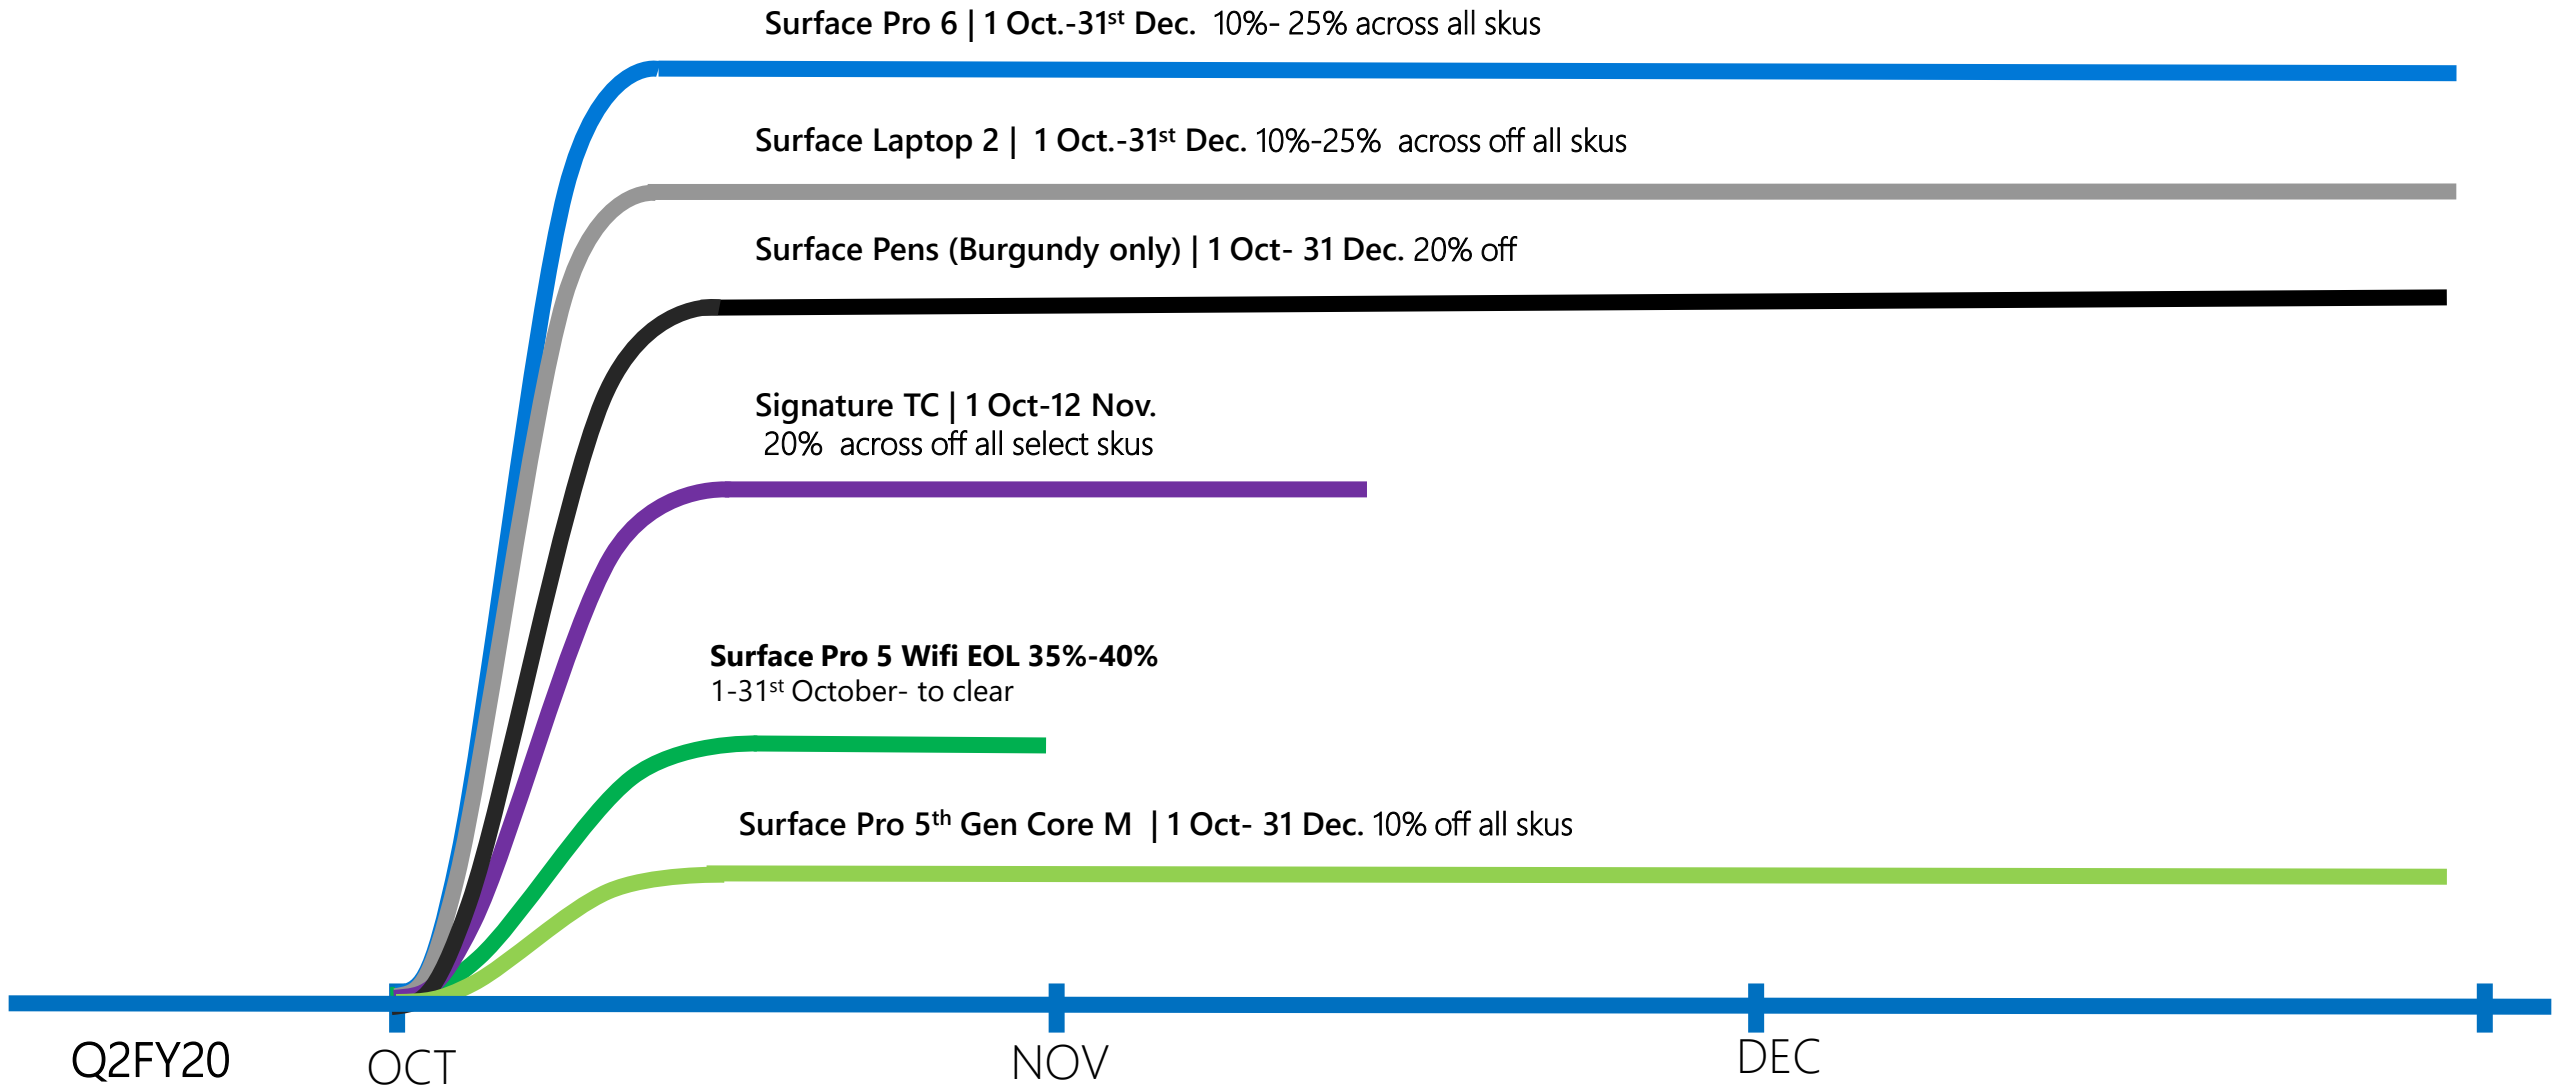 Surface Pro 6 | 1 Oct.-31st Dec. 10%- 25% across all skus
Surface Laptop 2 | 1 Oct.-31st Dec. 10%-25% across off all skus
Surface Pens (Burgundy only) | 1 Oct- 31 Dec. 20% off
Signature TC | 1 Oct-12 Nov.
20% across off all select skus
Surface Pro 5 Wifi EOL 35%-40%
1-31st October- to clear
Surface Pro 5th Gen Core M | 1 Oct- 31 Dec. 10% off all skus
Q2FY20 OCT NOV DEC